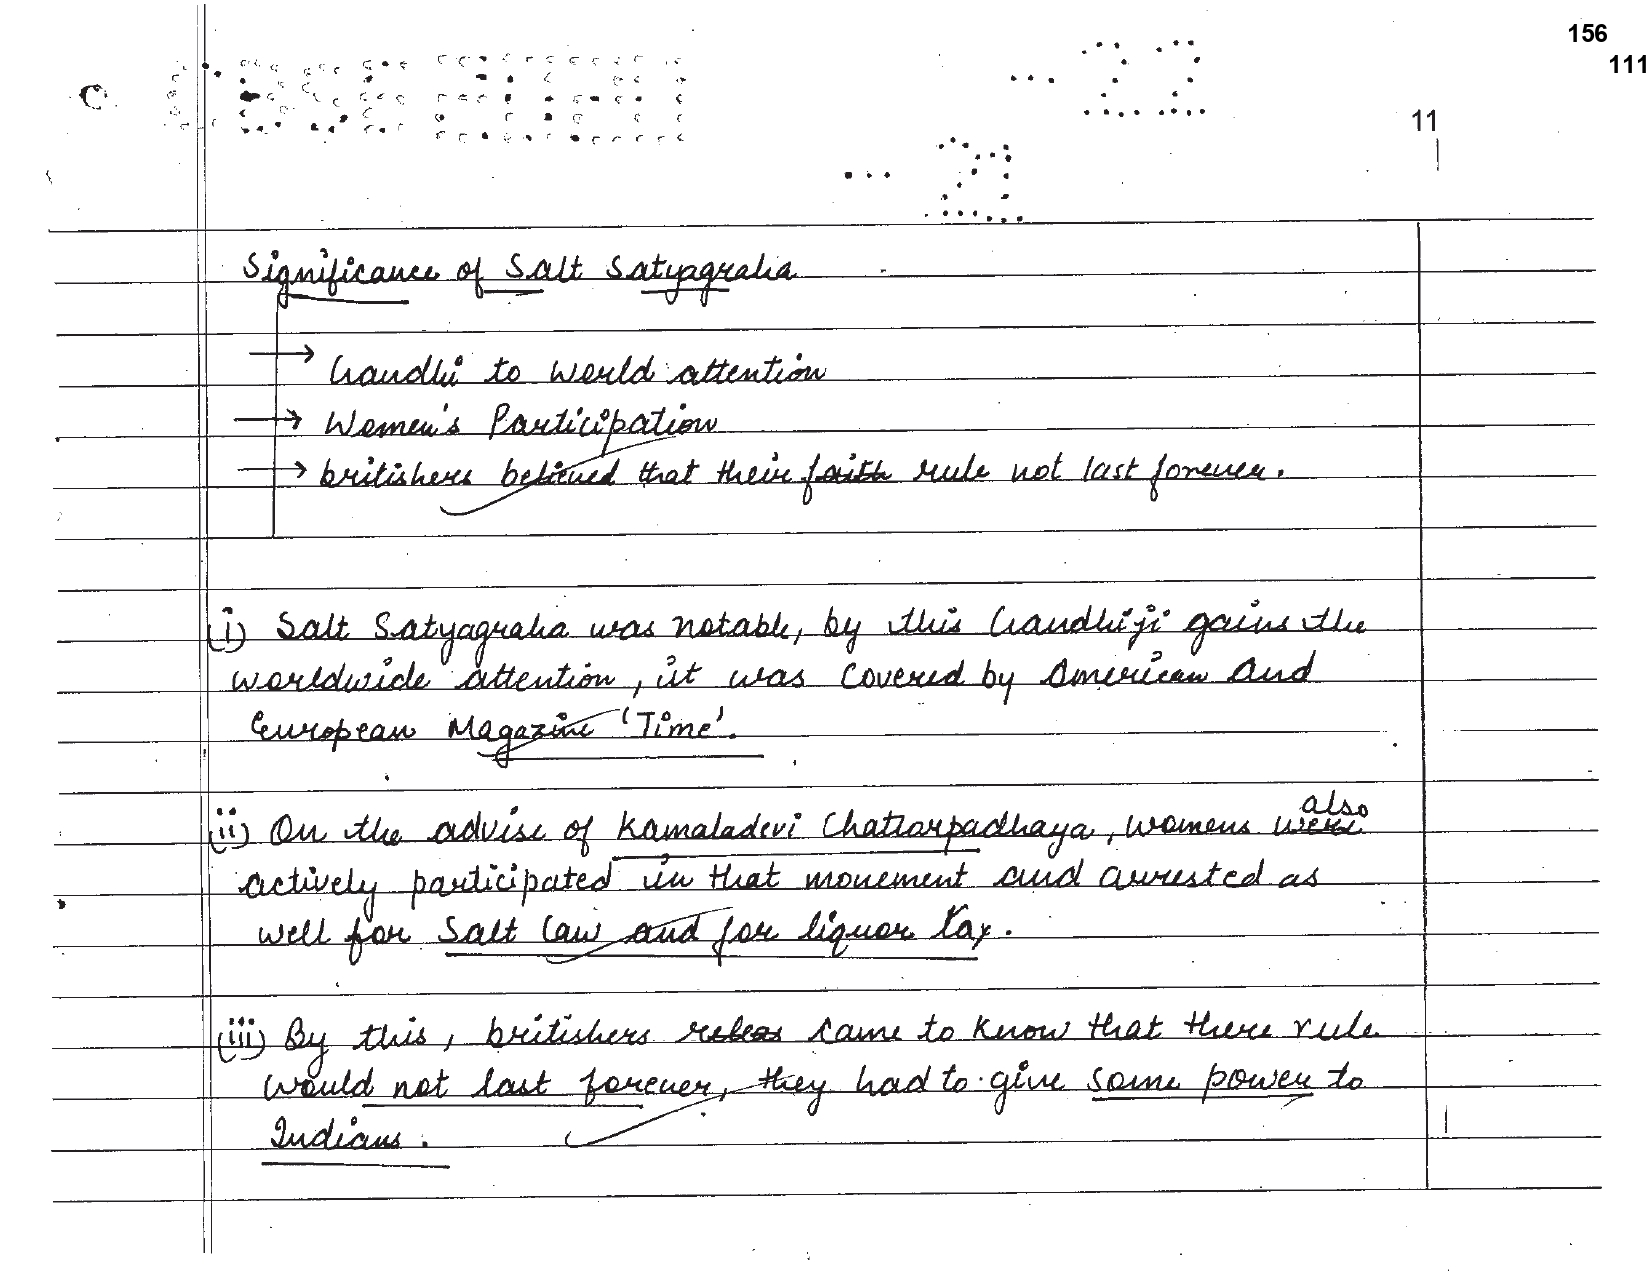 156
111
11
Significance of Salt Satyagraha
→ Gandhi to world attention
→ Women's Participation
→ britishers believed that their faith rule not last forever.
(i) Salt Satyagraha was notable, by this Gandhiji gains the
worldwide attention, it was covered by American and
European Magazine 'Time'.
also
(ii) On the advise of Kamaladevi Chattarpadhaya, womens were
actively participated in that movement and arrested as
well for Salt law and for liquor tax.
(iii) By this, britishers came to know that there rule
would not last forever, they had to give some power to
Indians.